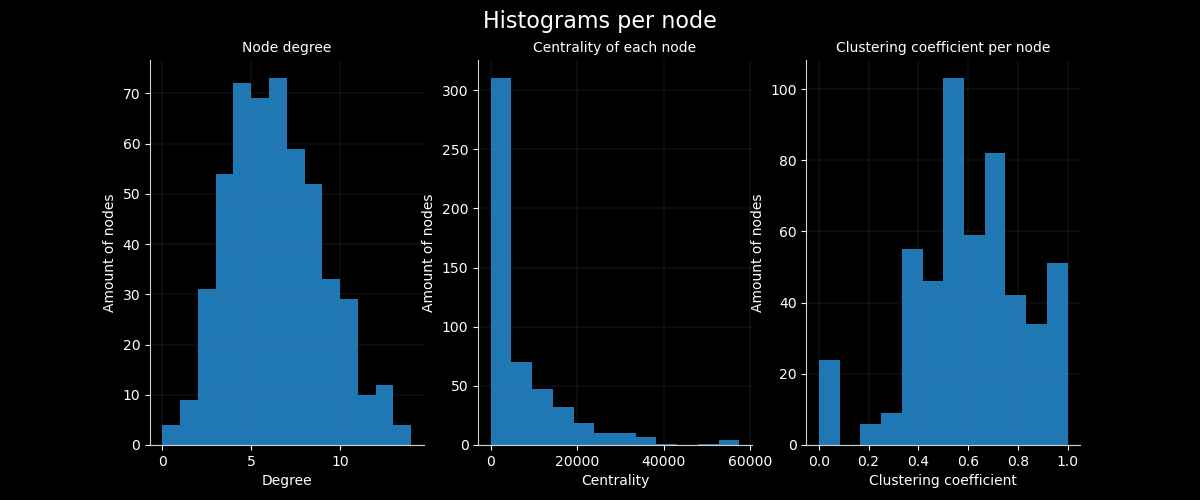 Histograms per node
Node degree
Amount of nodes
70
60
50
40
30
20
10
0
0 5 10
Degree
Centrality of each node
Amount of nodes
300
250
200
150
100
50
0
0 20000 40000 60000
Centrality
Clustering coefficient per node
Amount of nodes
100
80
60
40
20
0
0.0 0.2 0.4 0.6 0.8 1.0
Clustering coefficient